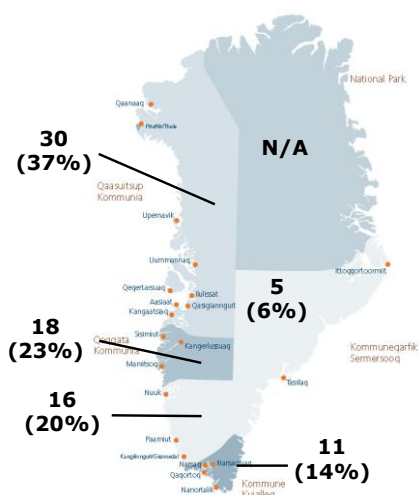 National Park
Qaanaaq
Pituffik/Thule
30
(37%)
N/A
Qaasuitsup
Kommunia
Upernavik
Uummannaq
Ittoqqortoormiit
Qeqertarsuaq
Ilulissat
Aasiaat
Qasigiannguit
Kangaatsiaq
5
(6%)
18
(23%)
Sisimiut
Qeqqata
Kommunia
Kangerlussuaq
Maniitsoq
Kommuneqarfik
Sermersooq
16
(20%)
Nuuk
Tasiilaq
Paamiut
11
(14%)
Kangilinnguit/Grønnedal
Narsaq
Narsarsuaq
Qaqortoq
Nanortalik
Kommune
Kujalleq